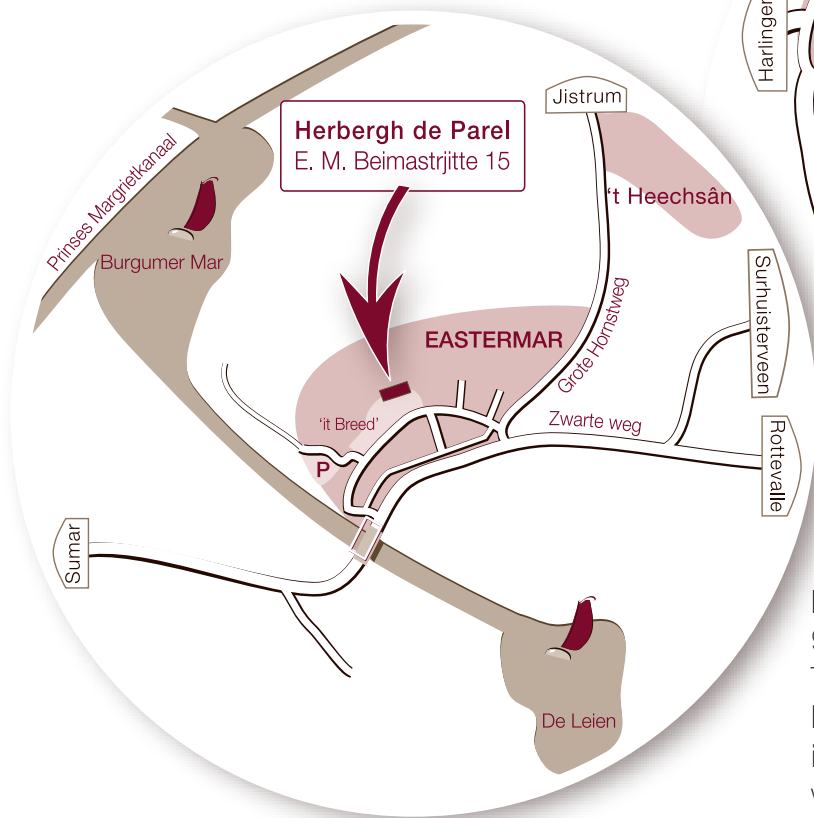 Harlingen
Jistrum
Herbergh de Parel
E. M. Beimastrjitte 15
't Heechsân
Prinses Margrietkanaal
Burgumer Mar
Surhuisterveen
EASTERMAR
Grote Hornstweg
'it Breed'
Zwarte weg
P
Rottevalle
Sumar
De Leien